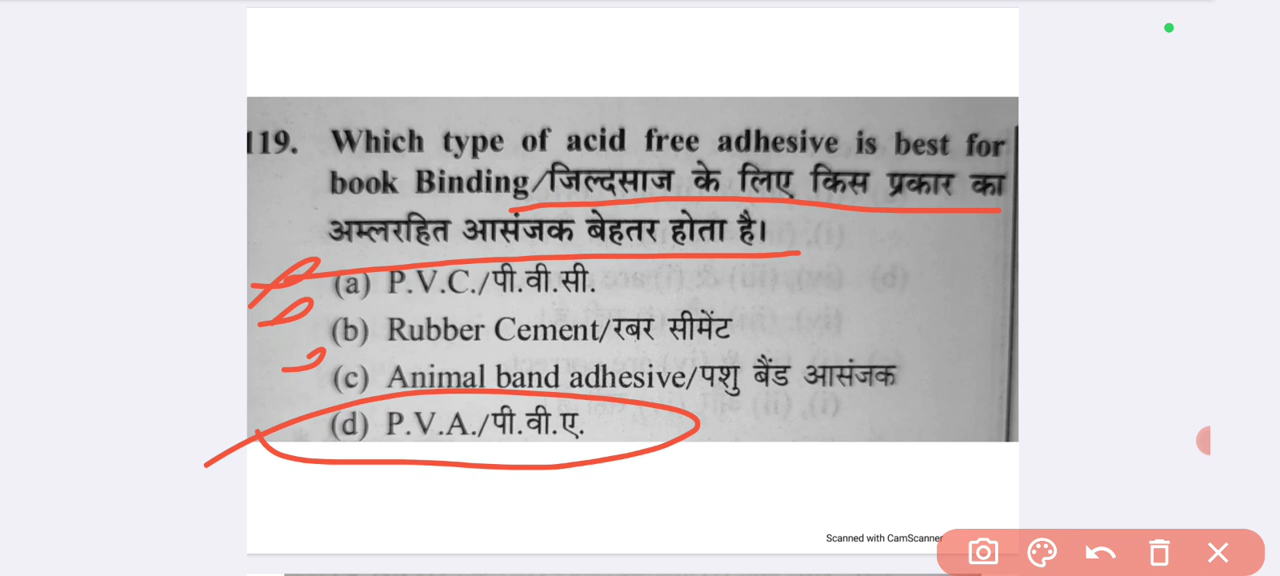 119. Which type of acid free adhesive is best for
book Binding/जिल्दसाज के लिए किस प्रकार का
अम्लरहित आसंजक बेहतर होता है।
(a) P.V.C./पी.वी.सी.
(b) Rubber Cement/रबर सीमेंट
(c) Animal band adhesive/पशु बैंड आसंजक
(d) P.V.A./पी.वी.ए.
Scanned with CamScanner